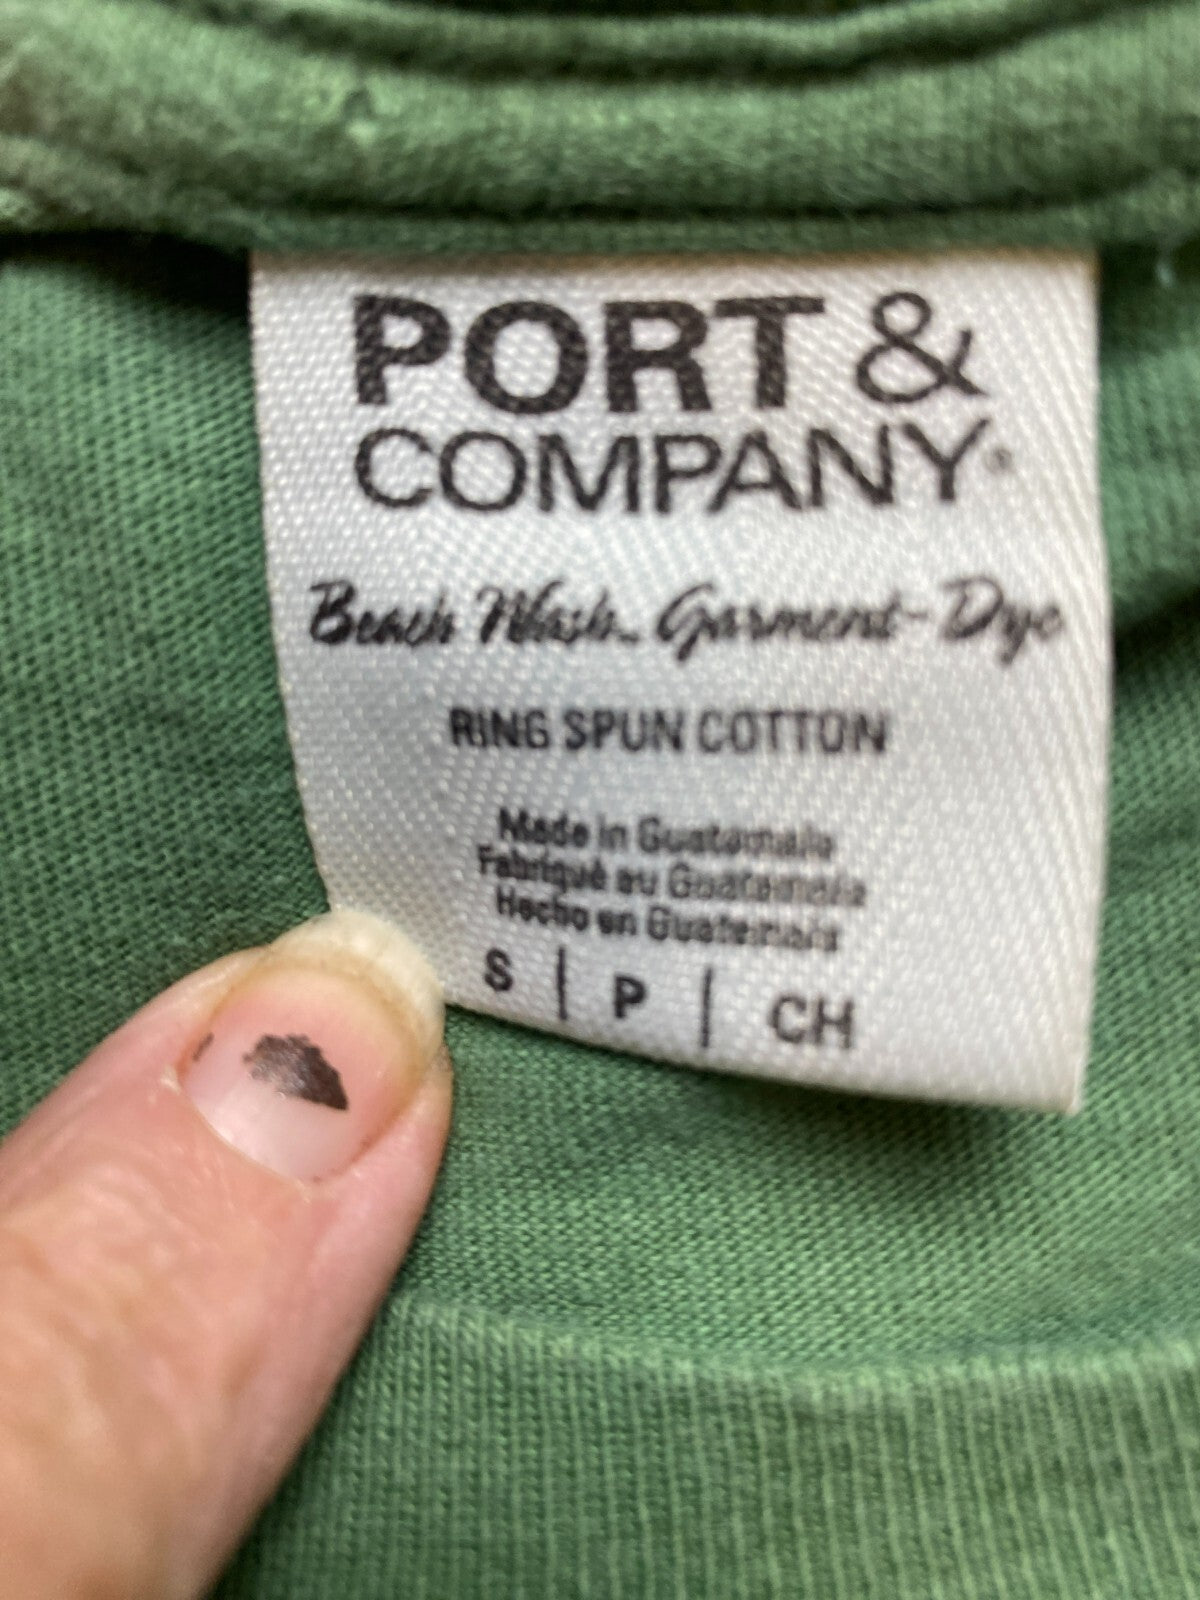 PORT &
COMPANY®
Beach Wash Garment-Dye
RING SPUN COTTON
Made in Guatemala
Fabriqué au Guatemala
Hecho en Guatemala
S | P | CH